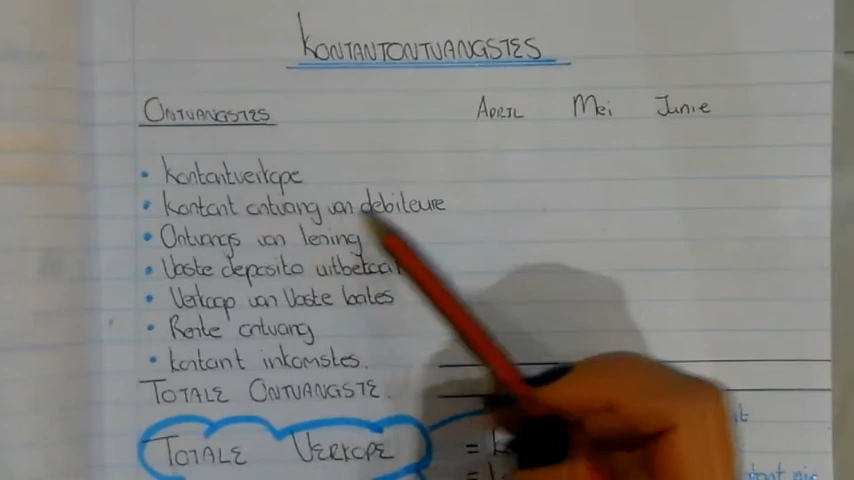 KONTANTONTVANGSTES
ONTVANGSTES APRIL Mei Junie
• Kontantverkope
• Kontant ontvang van debiteure
• Ontvangs van lening
• Vaste deposito uitbetaal
• Verkoop van Vaste bates
• Rente ontvang
• Kontant inkomstes.
TOTALE ONTVANGSTE.
TOTALE VERKOPE =
=